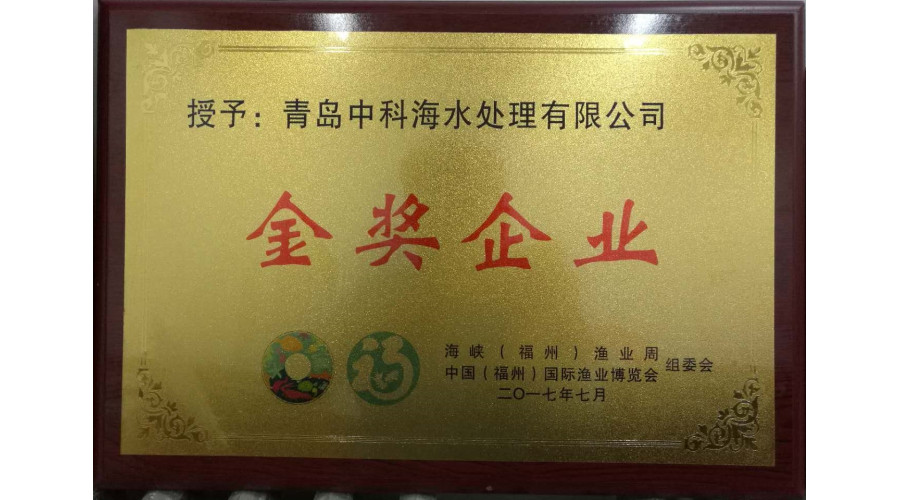 授予：青岛中科海水处理有限公司
金奖企业
海峡（福州）渔业周
中国（福州）国际渔业博览会 组委会
二〇一七年七月